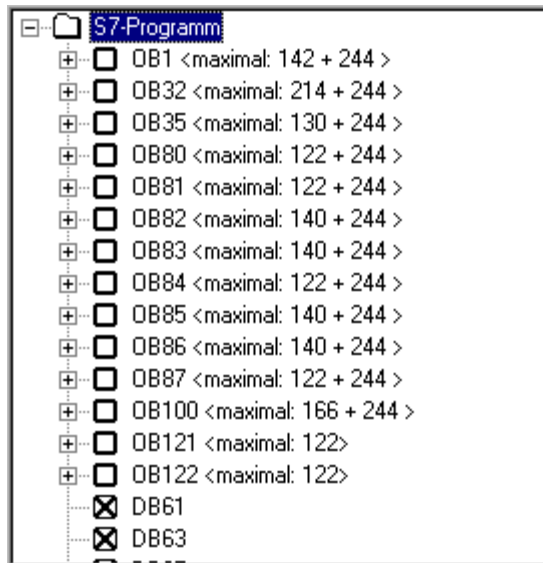 S7-Programm
OB1 <maximal: 142 + 244 >
OB32 <maximal: 214 + 244 >
OB35 <maximal: 130 + 244 >
OB80 <maximal: 122 + 244 >
OB81 <maximal: 122 + 244 >
OB82 <maximal: 140 + 244 >
OB83 <maximal: 140 + 244 >
OB84 <maximal: 122 + 244 >
OB85 <maximal: 140 + 244 >
OB86 <maximal: 140 + 244 >
OB87 <maximal: 122 + 244 >
OB100 <maximal: 166 + 244 >
OB121 <maximal: 122>
OB122 <maximal: 122>
DB61
DB63